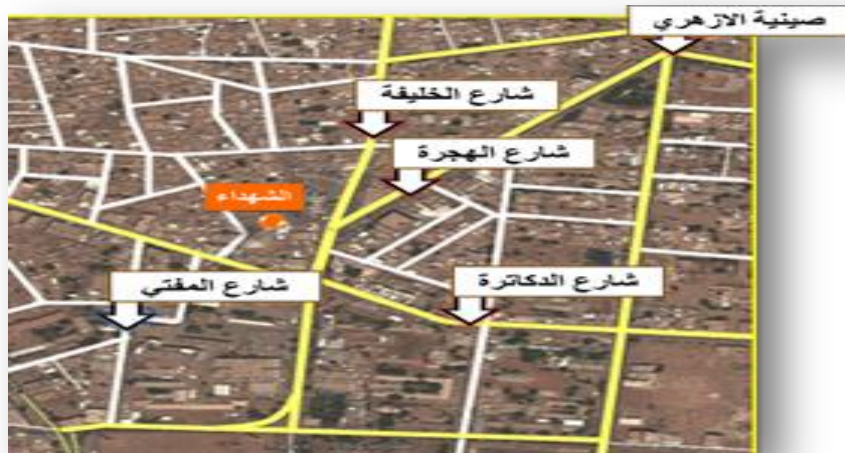 صينية الازهري
شارع الخليفة
شارع الهجرة
الشهداء
شارع الدكاترة
شارع المفتي